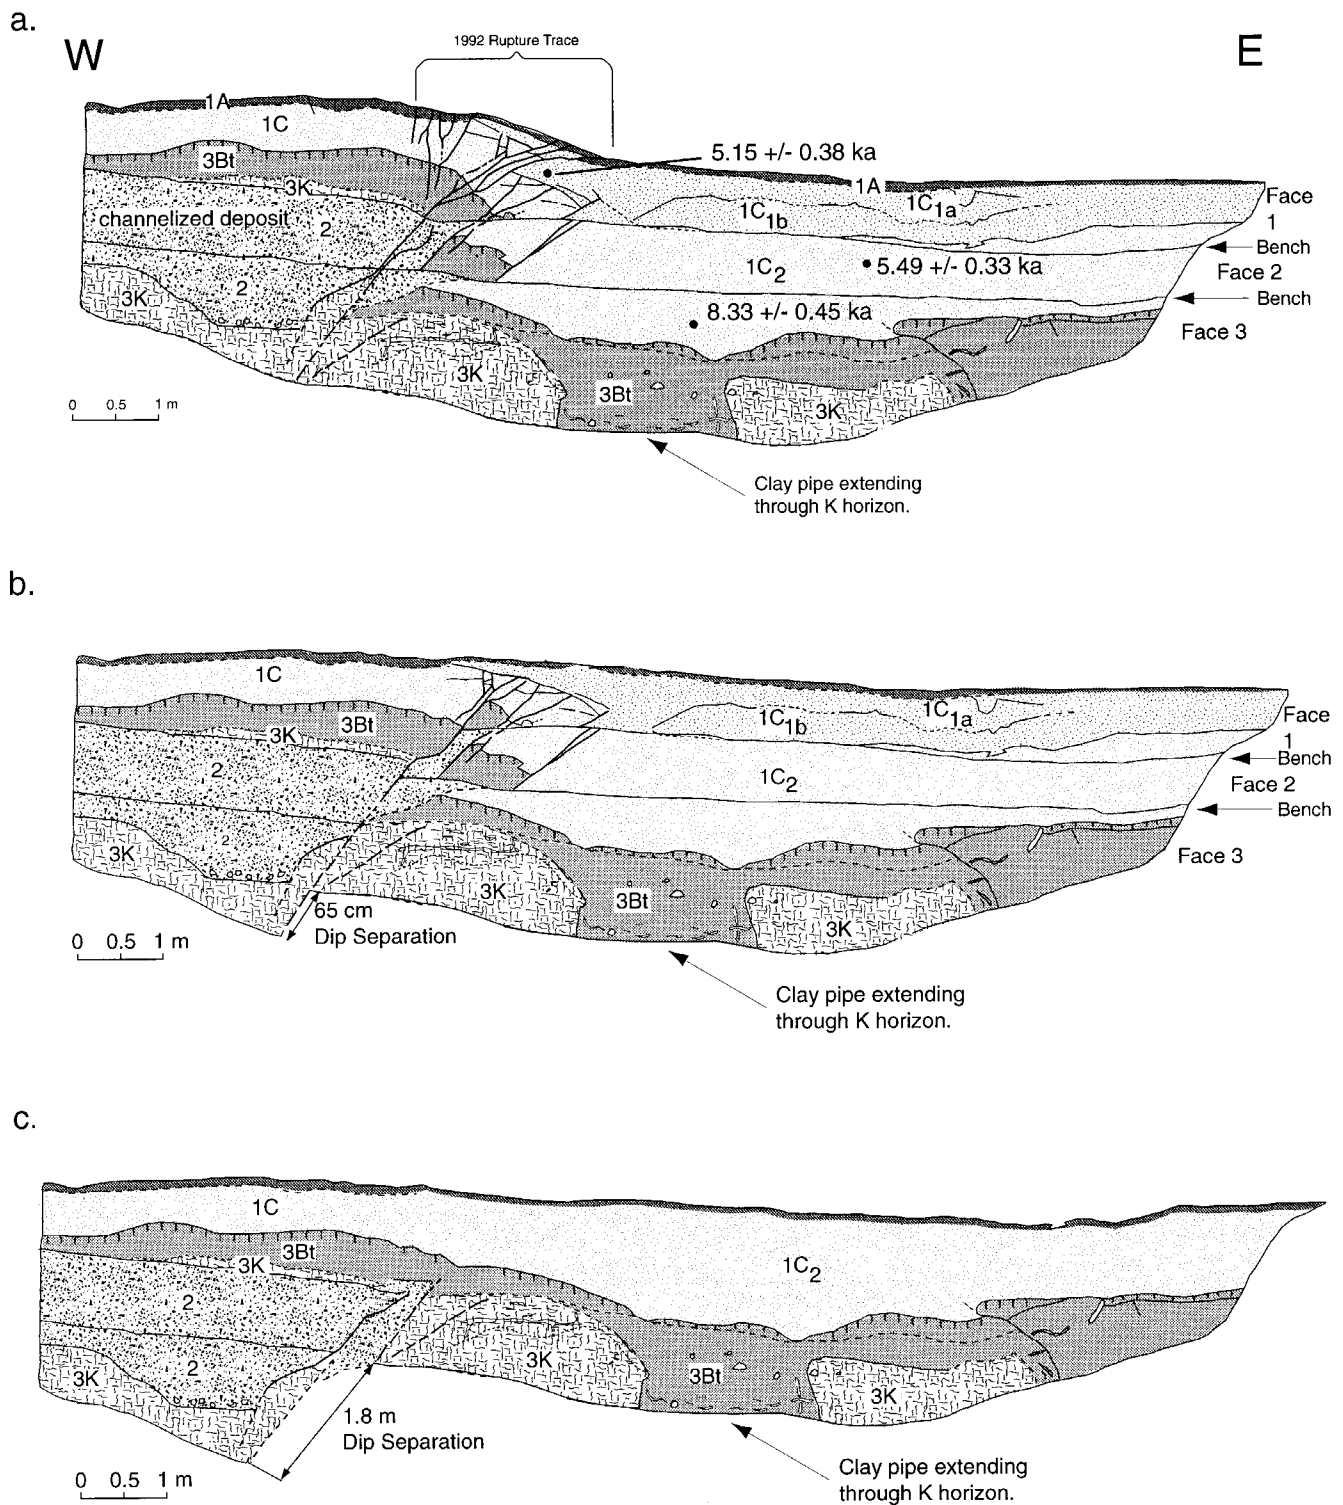 a.
W
1992 Rupture Trace
E
1A
1C
3Bt
3K
channelized deposit
2
2
3K
5.15 +/- 0.38 ka
1A
1C1a
1C1b
1C2
5.49 +/- 0.33 ka
8.33 +/- 0.45 ka
3K
3Bt
3K
Face
1
Bench
Face 2
Bench
Face 3
0 0.5 1 m
Clay pipe extending
through K horizon.
b.
1C
3Bt
3K
2
2
3K
1C1a
1C1b
1C2
3K
3Bt
3K
Face
1
Bench
Face 2
Bench
Face 3
65 cm
Dip Separation
0 0.5 1 m
Clay pipe extending
through K horizon.
c.
1C
3Bt
3K
1C2
2
2
3K
3K
3Bt
3K
1.8 m
Dip Separation
0 0.5 1 m
Clay pipe extending
through K horizon.